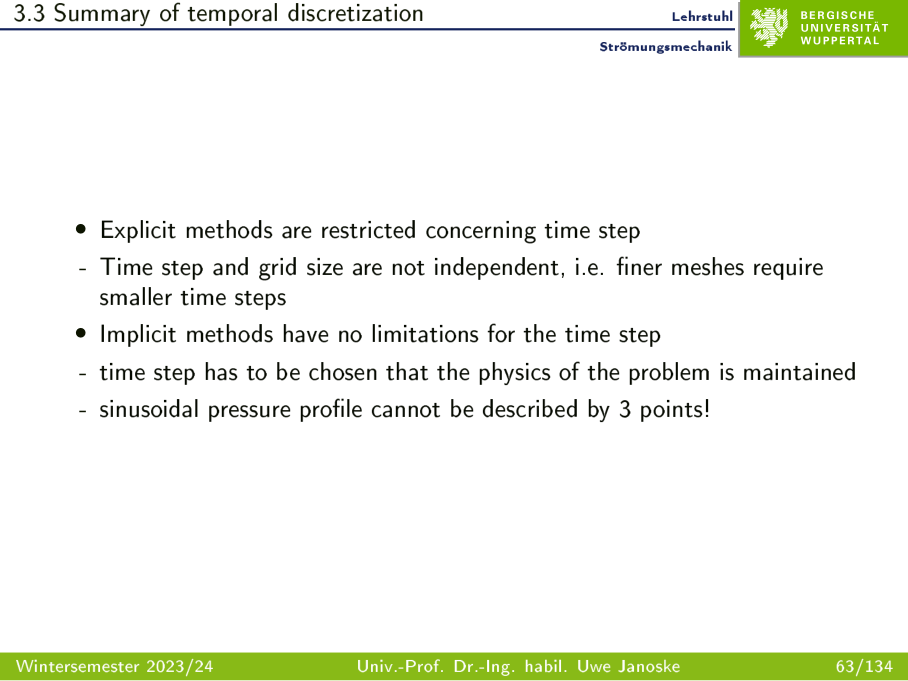 3.3 Summary of temporal discretization
Lehrstuhl
Strömungsmechanik
BERGISCHE
UNIVERSITÄT
WUPPERTAL
• Explicit methods are restricted concerning time step
- Time step and grid size are not independent, i.e. finer meshes require
smaller time steps
• Implicit methods have no limitations for the time step
- time step has to be chosen that the physics of the problem is maintained
- sinusoidal pressure profile cannot be described by 3 points!
Wintersemester 2023/24
Univ.-Prof. Dr.-Ing. habil. Uwe Janoske
63/134